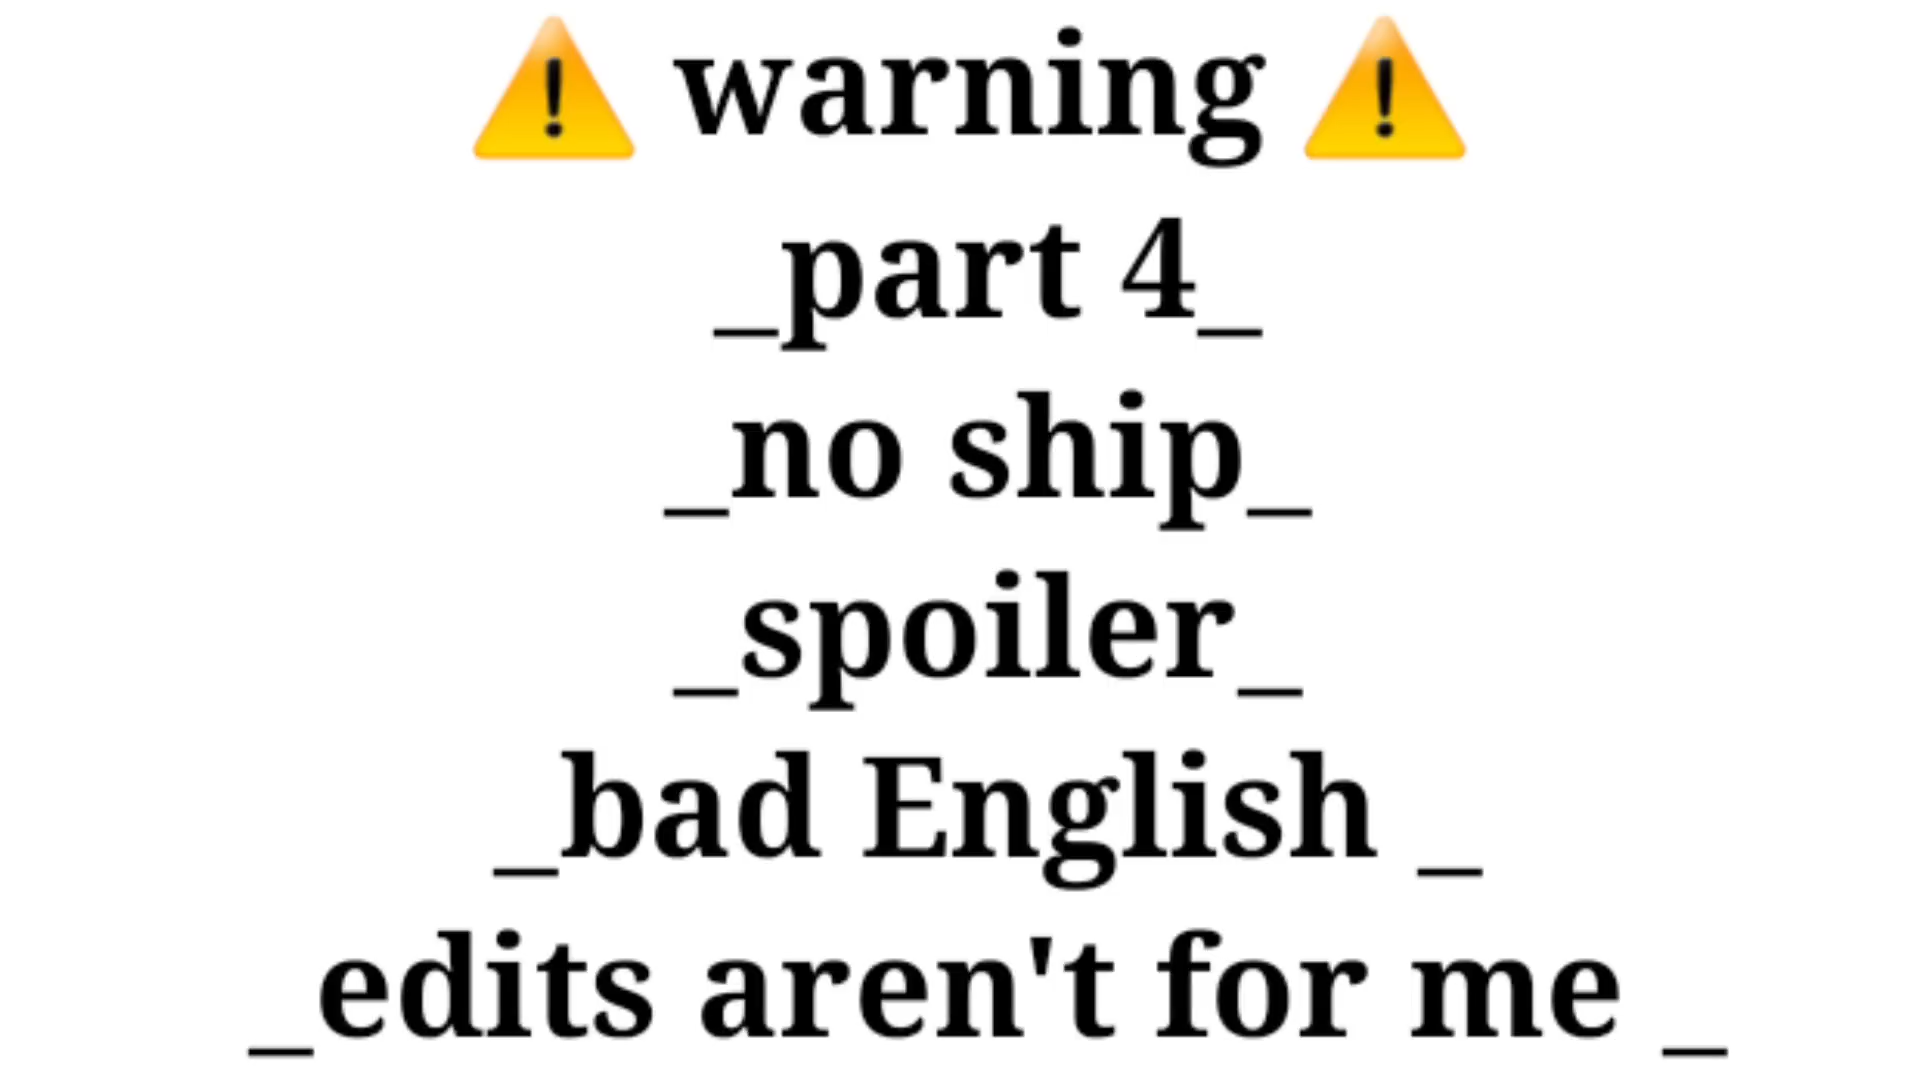 ⚠️ warning ⚠️
_part 4_
_no ship_
_spoiler_
_bad English _
_edits aren't for me _